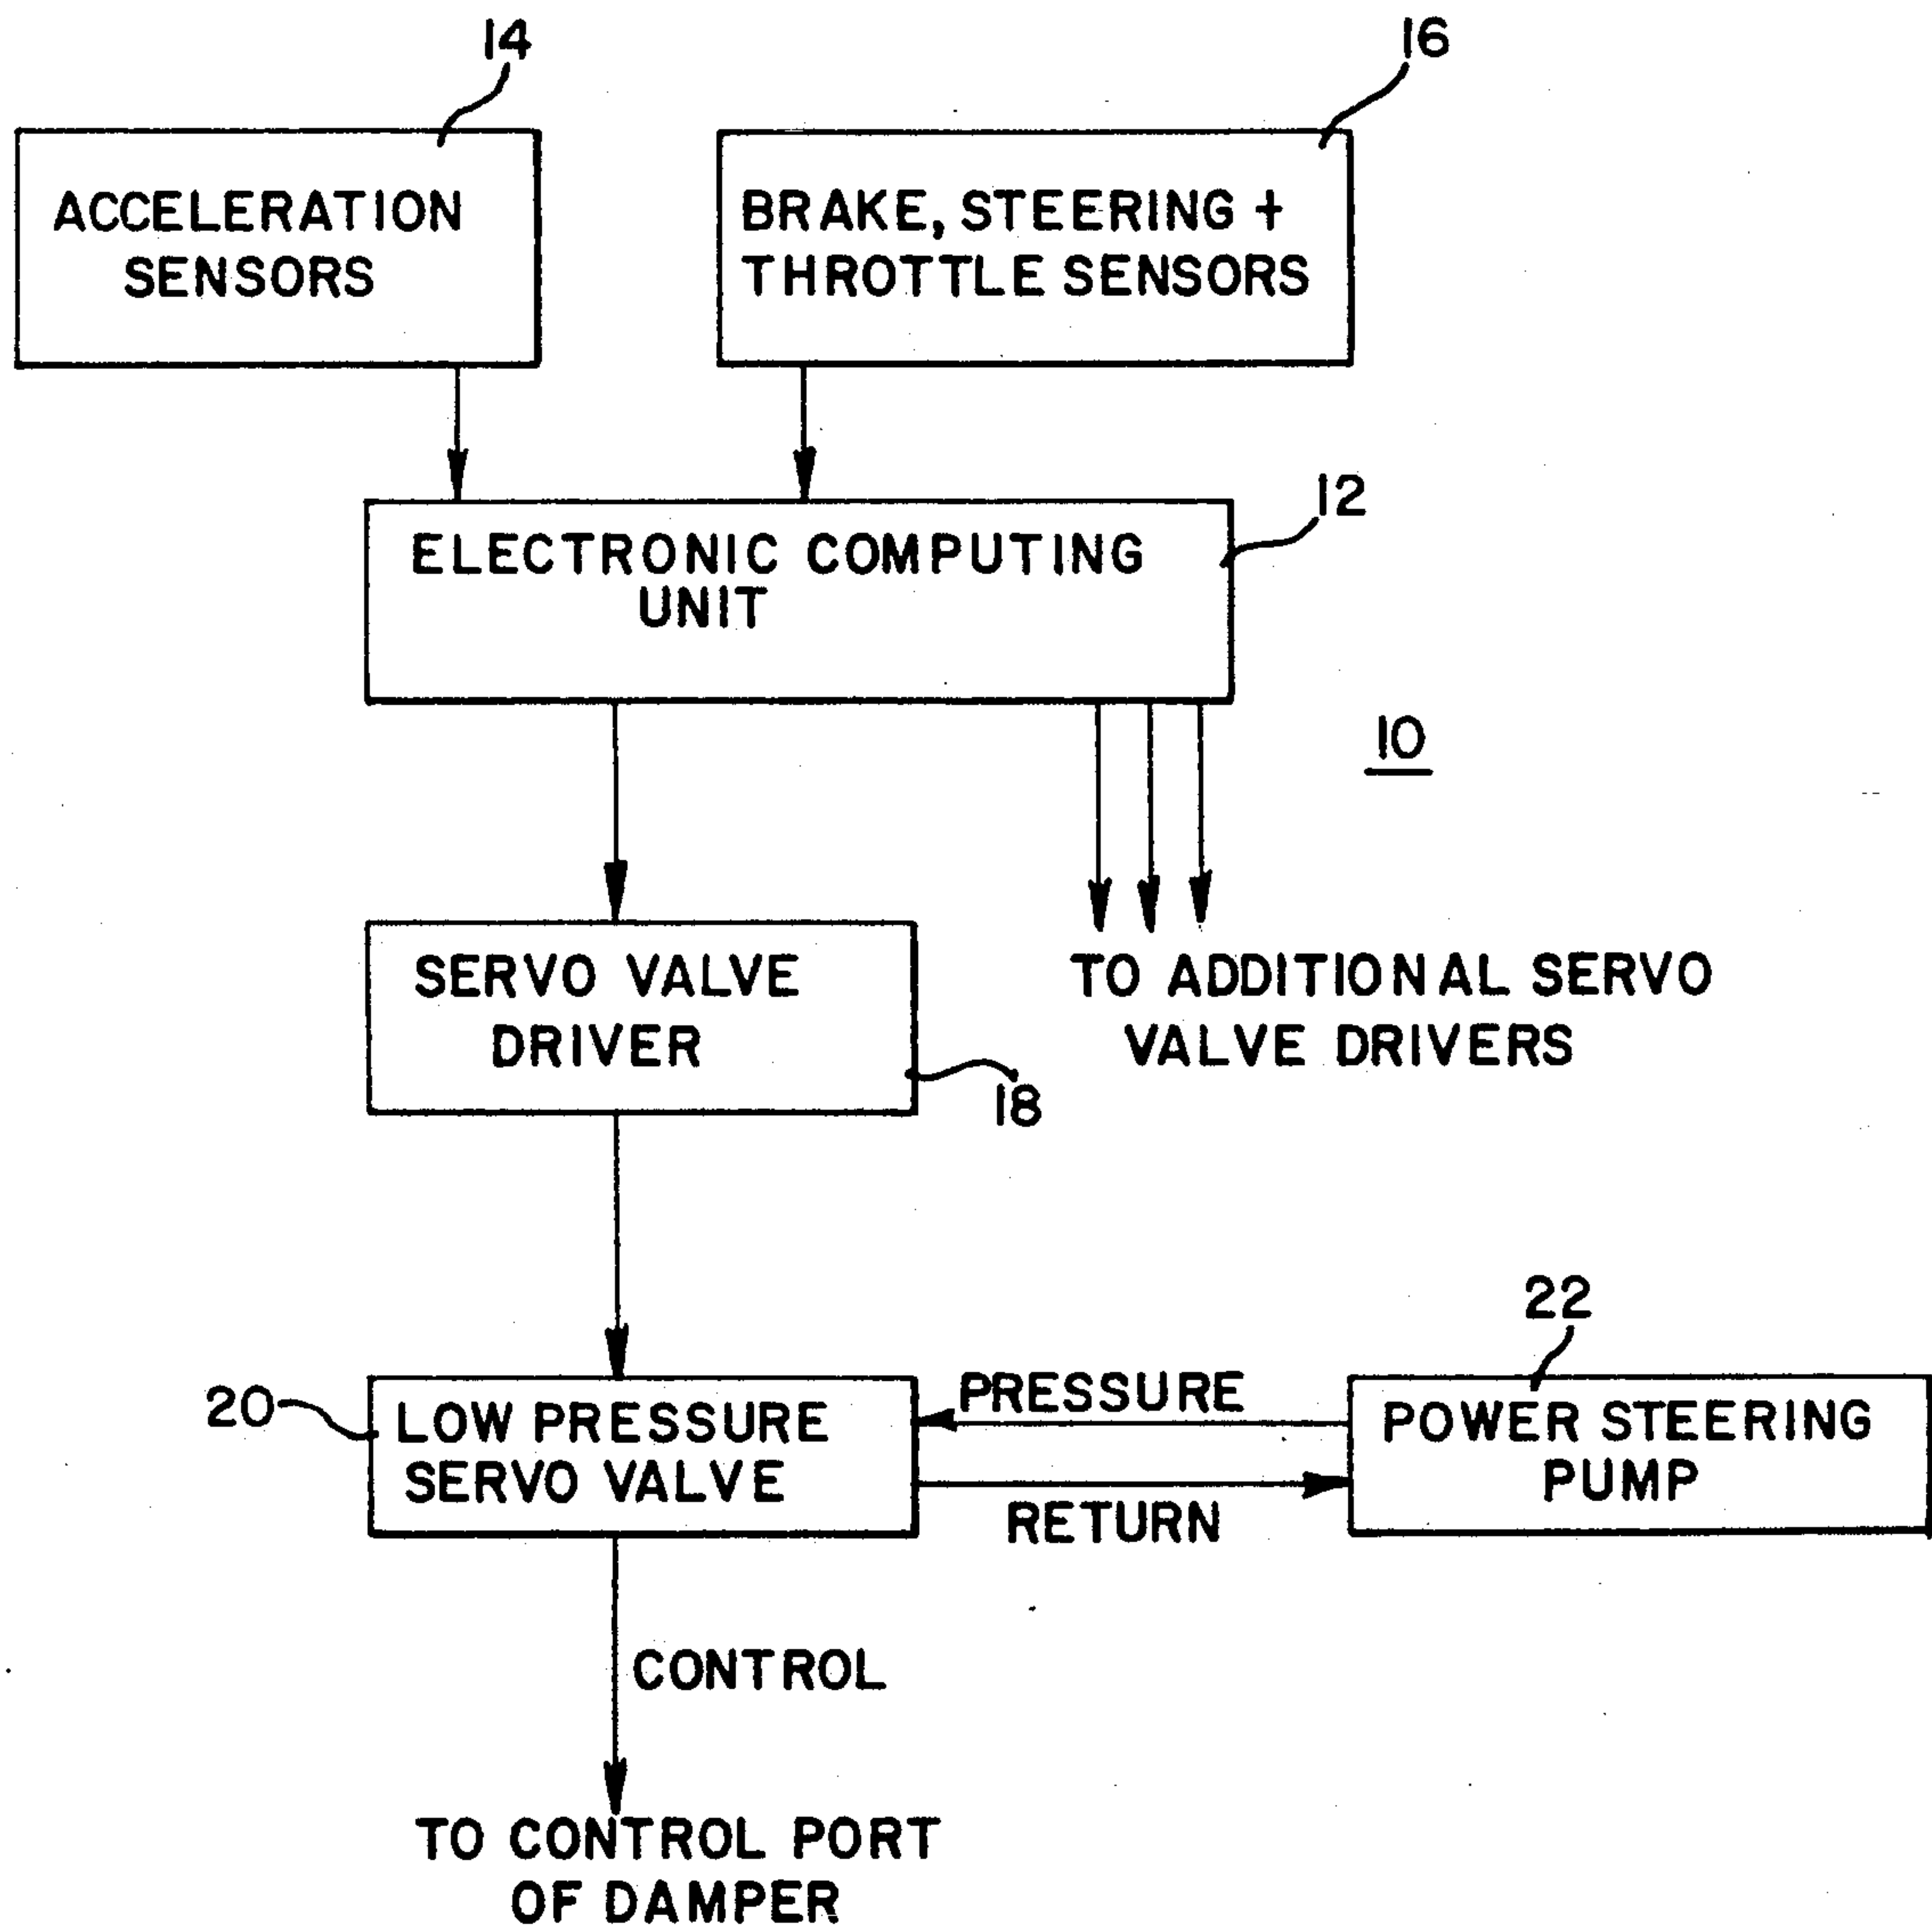 14
16
ACCELERATION
SENSORS
BRAKE, STEERING +
THROTTLE SENSORS
12
ELECTRONIC COMPUTING
UNIT
10
SERVO VALVE
DRIVER
18
TO ADDITIONAL SERVO
VALVE DRIVERS
22
20
LOW PRESSURE
SERVO VALVE
PRESSURE
RETURN
POWER STEERING
PUMP
CONTROL
TO CONTROL PORT
OF DAMPER